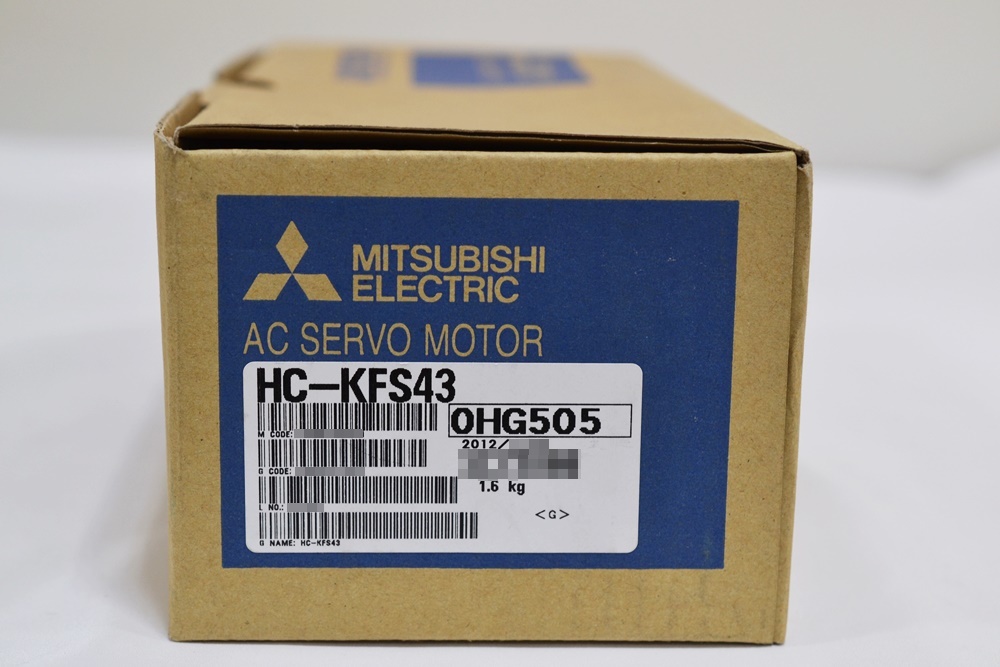 MITSUBISHI
ELECTRIC
AC SERVO MOTOR
HC-KFS43
0HG505
M CODE:
2012/
G CODE:
1.6 kg
L NO.:
<G>
G NAME: HC-KFS43